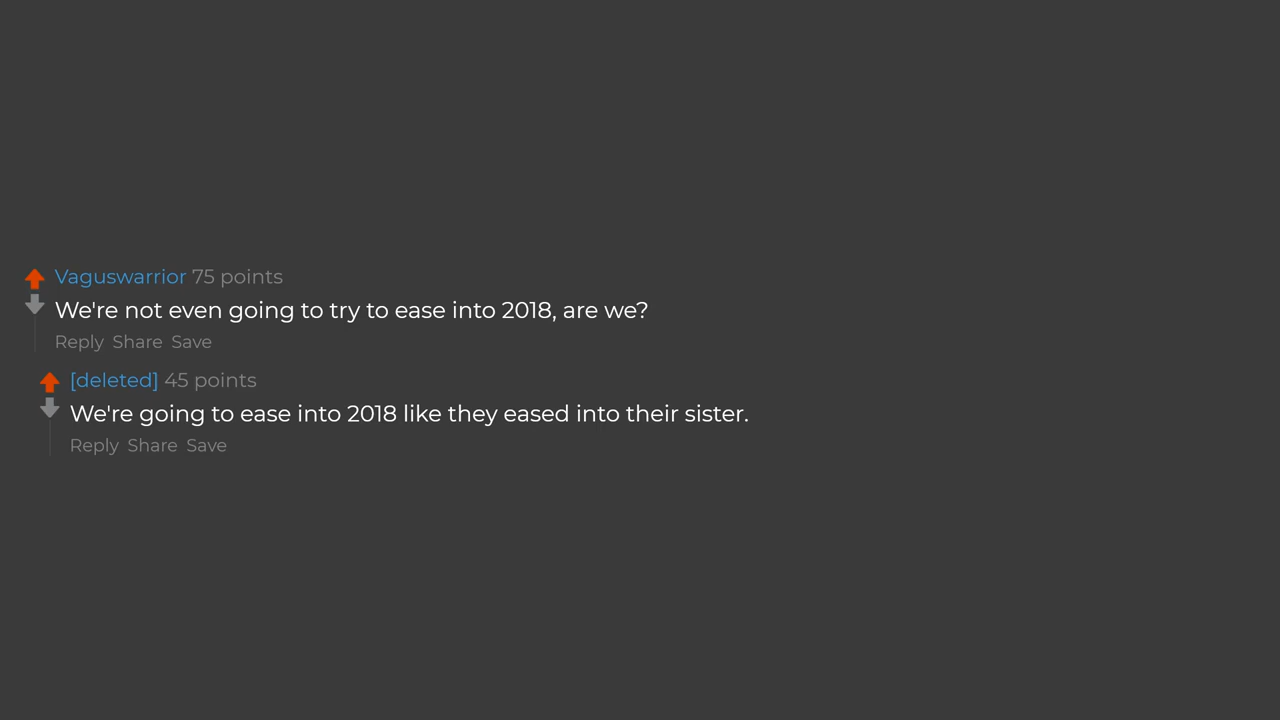 Vaguswarrior 75 points
We're not even going to try to ease into 2018, are we?
Reply Share Save
[deleted] 45 points
We're going to ease into 2018 like they eased into their sister.
Reply Share Save